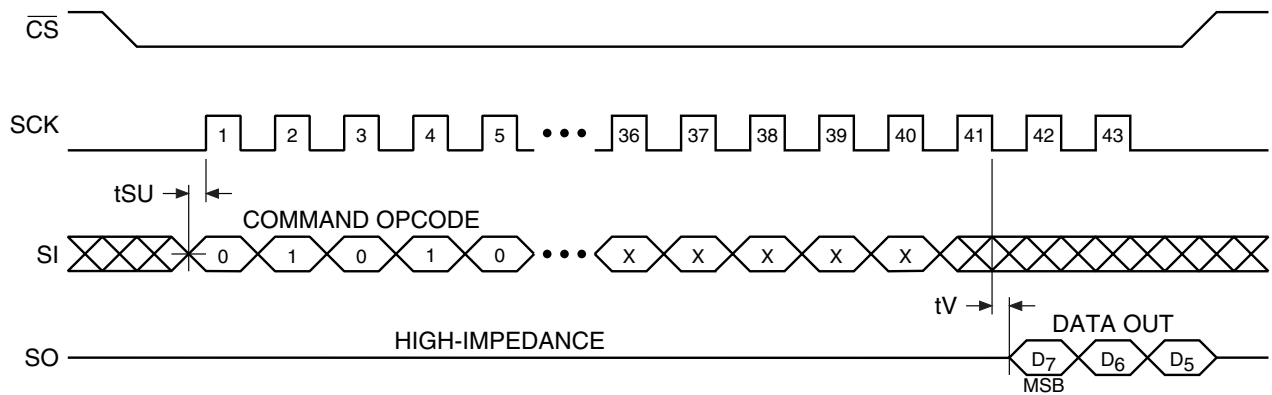 CS
SCK
1 2 3 4 5 ••• 36 37 38 39 40 41 42 43
tSU
COMMAND OPCODE
SI
0 1 0 1 0 ••• X X X X X
tV
HIGH-IMPEDANCE
DATA OUT
SO
D7 D6 D5
MSB